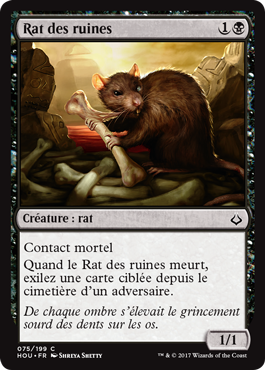 Rat des ruines 1
Créature : rat
Contact mortel
Quand le Rat des ruines meurt,
exilez une carte ciblée depuis le
cimetière d'un adversaire.
De chaque ombre s'élevait le grincement
sourd des dents sur les os.
1/1
075/199 C
HOU • FR Shreya Shetty
™ & © 2017 Wizards of the Coast